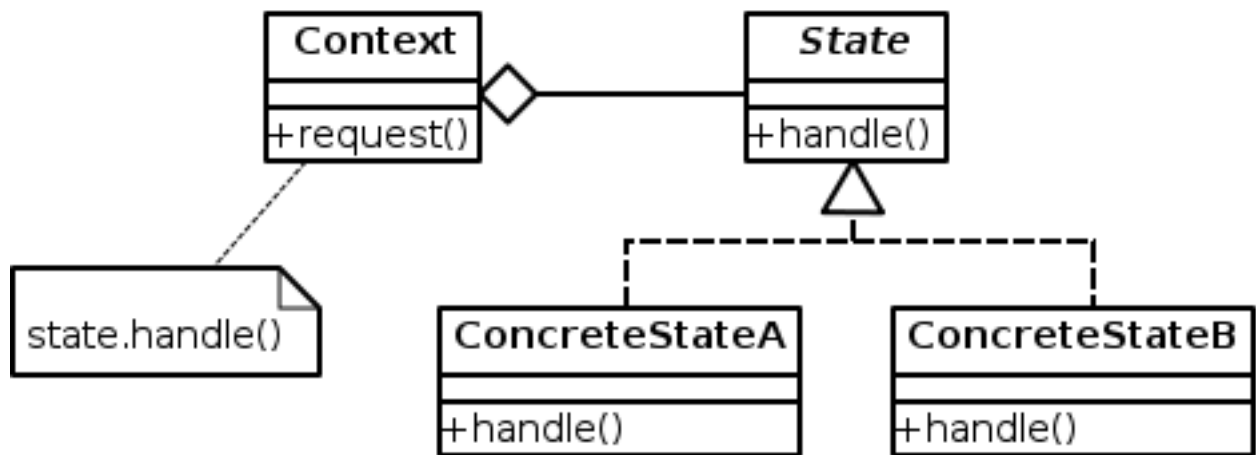 Context
+request()
State
+handle()
state.handle()
ConcreteStateA
+handle()
ConcreteStateB
+handle()